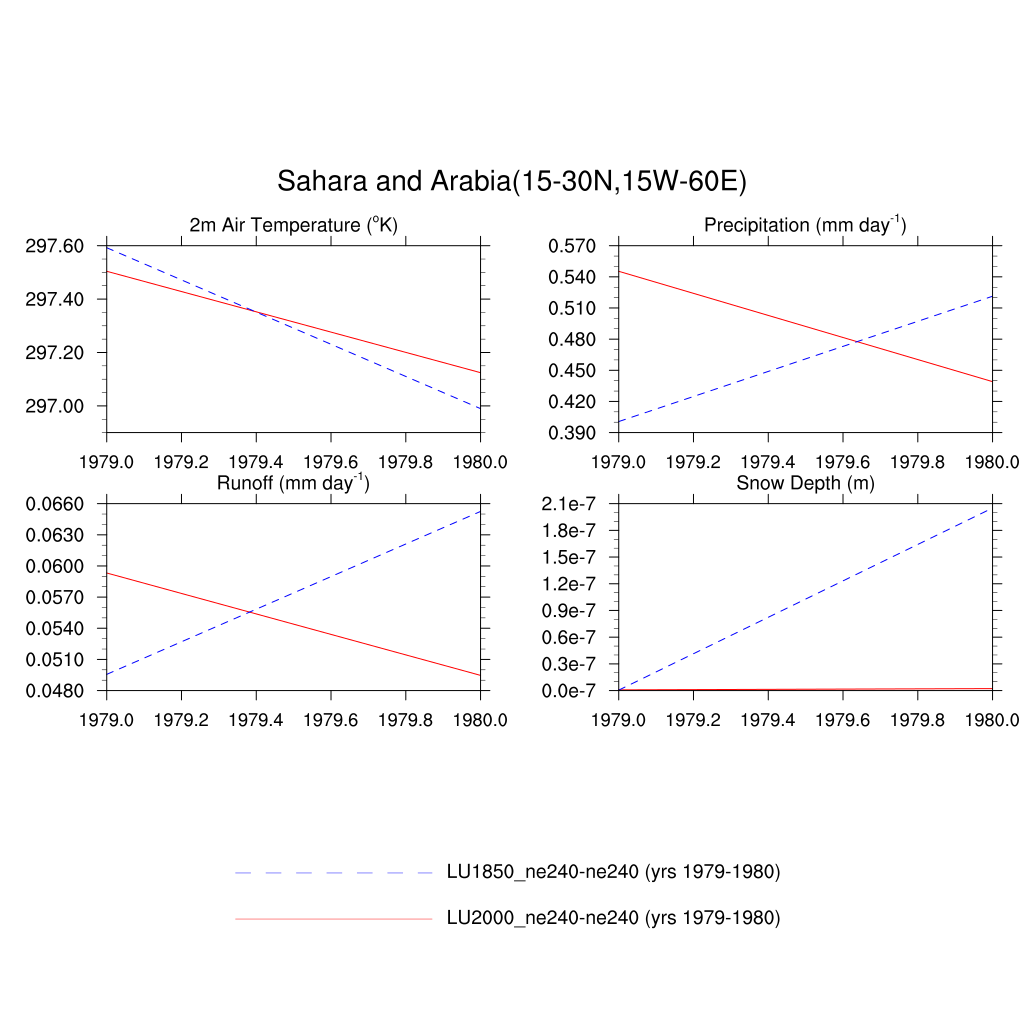 Sahara and Arabia(15-30N,15W-60E)
2m Air Temperature (°K)
297.60
297.40
297.20
297.00
1979.0 1979.2 1979.4 1979.6 1979.8 1980.0
Precipitation (mm day⁻¹)
0.570
0.540
0.510
0.480
0.450
0.420
0.390
1979.0 1979.2 1979.4 1979.6 1979.8 1980.0
Runoff (mm day⁻¹)
0.0660
0.0630
0.0600
0.0570
0.0540
0.0510
0.0480
1979.0 1979.2 1979.4 1979.6 1979.8 1980.0
Snow Depth (m)
2.1e-7
1.8e-7
1.5e-7
1.2e-7
0.9e-7
0.6e-7
0.3e-7
0.0e-7
1979.0 1979.2 1979.4 1979.6 1979.8 1980.0
LU1850_ne240-ne240 (yrs 1979-1980)
LU2000_ne240-ne240 (yrs 1979-1980)